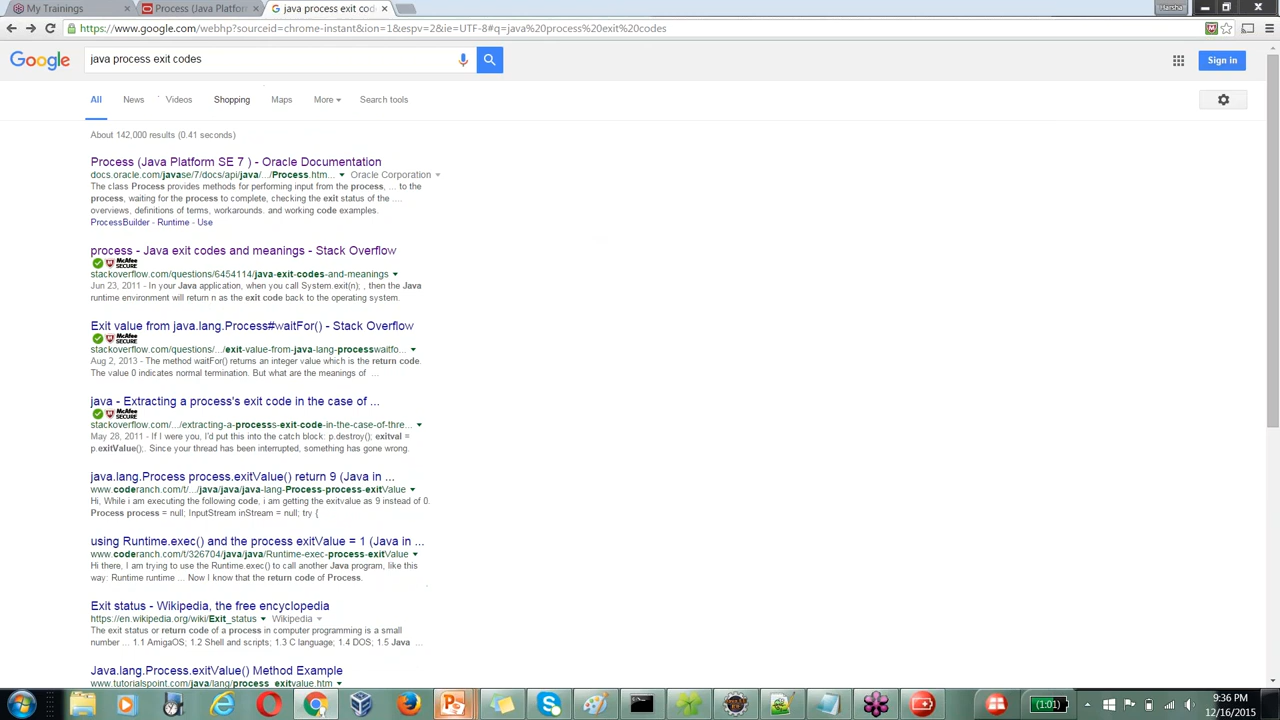 My Trainings
Process (Java Platform
java process exit code
Harshal
https://www.google.com/webhp?sourceid=chrome-instant&ion=1&espv=2&ie=UTF-8#q=java%20process%20exit%20codes
Google
java process exit codes
Sign in
All News Videos Shopping Maps More Search tools
About 142,000 results (0.41 seconds)
Process (Java Platform SE 7 ) - Oracle Documentation
docs.oracle.com/javase/7/docs/api/java/.../Process.htm... Oracle Corporation
The class Process provides methods for performing input from the process, ... to the
process, waiting for the process to complete, checking the exit status of the ....
overviews, definitions of terms, workarounds, and working code examples.
ProcessBuilder - Runtime - Use
process - Java exit codes and meanings - Stack Overflow
McAfee
SECURE
stackoverflow.com/questions/6454114/java-exit-codes-and-meanings
Jun 23, 2011 - In your Java application, when you call System.exit(n); , then the Java
runtime environment will return n as the exit code back to the operating system.
Exit value from java.lang.Process#waitFor() - Stack Overflow
McAfee
SECURE
stackoverflow.com/questions/.../exit-value-from-java-lang-processwaitfo...
Aug 2, 2013 - The method waitFor() returns an integer value which is the return code.
The value 0 indicates normal termination. But what are the meanings of ...
java - Extracting a process's exit code in the case of ...
McAfee
SECURE
stackoverflow.com/.../extracting-a-processs-exit-code-in-the-case-of-thre...
May 28, 2011 - If I were you, I'd put this into the catch block: p.destroy(); exitval =
p.exitValue();. Since your thread has been interrupted, something has gone wrong.
java.lang.Process process.exitValue() return 9 (Java in ...
www.coderanch.com/t/.../java/java/java-lang-Process-process-exitValue
Hi, While i am executing the following code, i am getting the exitvalue as 9 instead of 0.
Process process = null; InputStream inStream = null; try {
using Runtime.exec() and the process exitValue = 1 (Java in ...
www.coderanch.com/t/326704/java/java/Runtime-exec-process-exitValue
Hi there, I am trying to use the Runtime.exec() to call another Java program, like this
way: Runtime runtime ... Now I know that the return code of Process.
Exit status - Wikipedia, the free encyclopedia
https://en.wikipedia.org/wiki/Exit_status Wikipedia
The exit status or return code of a process in computer programming is a small
number ... 1.1 AmigaOS; 1.2 Shell and scripts; 1.3 C language; 1.4 DOS; 1.5 Java ...
Java.lang.Process.exitValue() Method Example
www.tutorialspoint.com/java/lang/process_exitvalue.htm
(1:01)
9:36 PM
12/16/2015